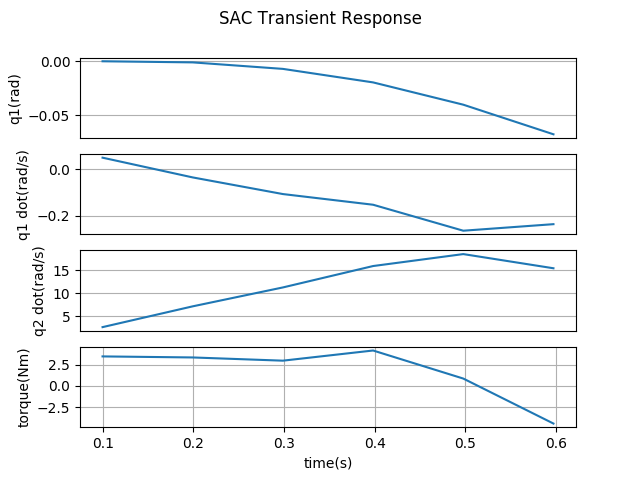 SAC Transient Response
q1(rad)
0.00
−0.05
q1 dot(rad/s)
0.0
−0.2
q2 dot(rad/s)
15
10
5
torque(Nm)
2.5
0.0
−2.5
0.1 0.2 0.3 0.4 0.5 0.6
time(s)